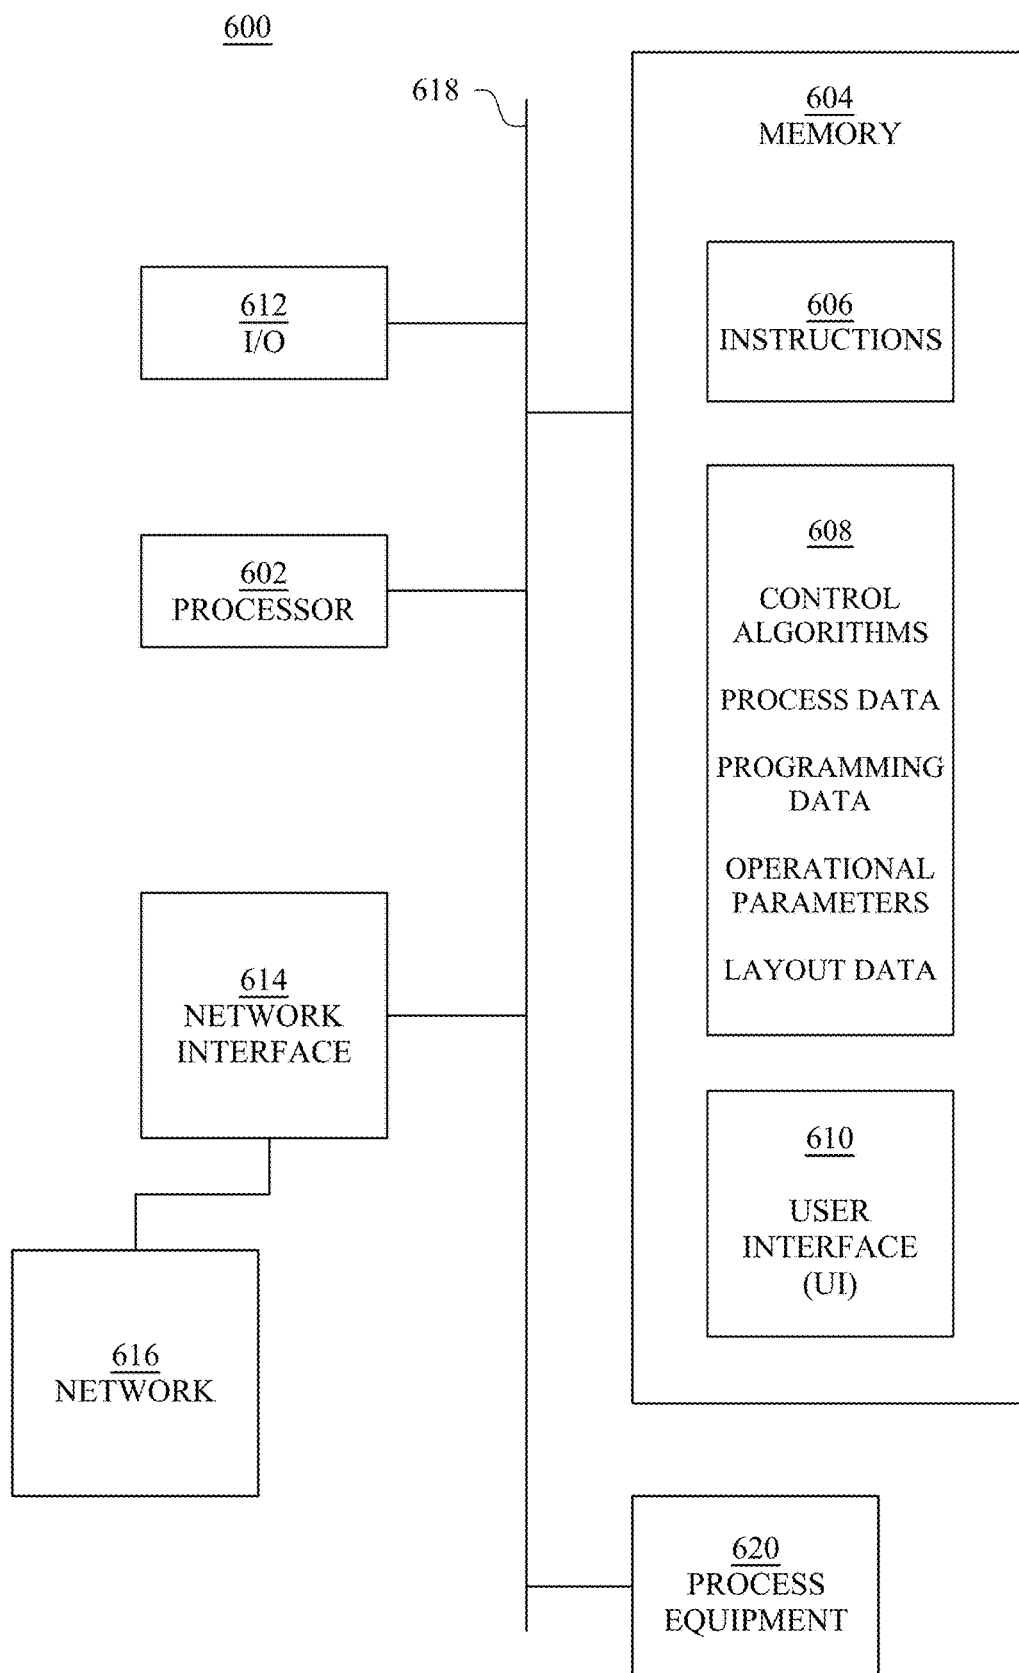 600
618
604
MEMORY
612
I/O
606
INSTRUCTIONS
602
PROCESSOR
608
CONTROL
ALGORITHMS
PROCESS DATA
PROGRAMMING
DATA
OPERATIONAL
PARAMETERS
LAYOUT DATA
614
NETWORK
INTERFACE
610
USER
INTERFACE
(UI)
616
NETWORK
620
PROCESS
EQUIPMENT